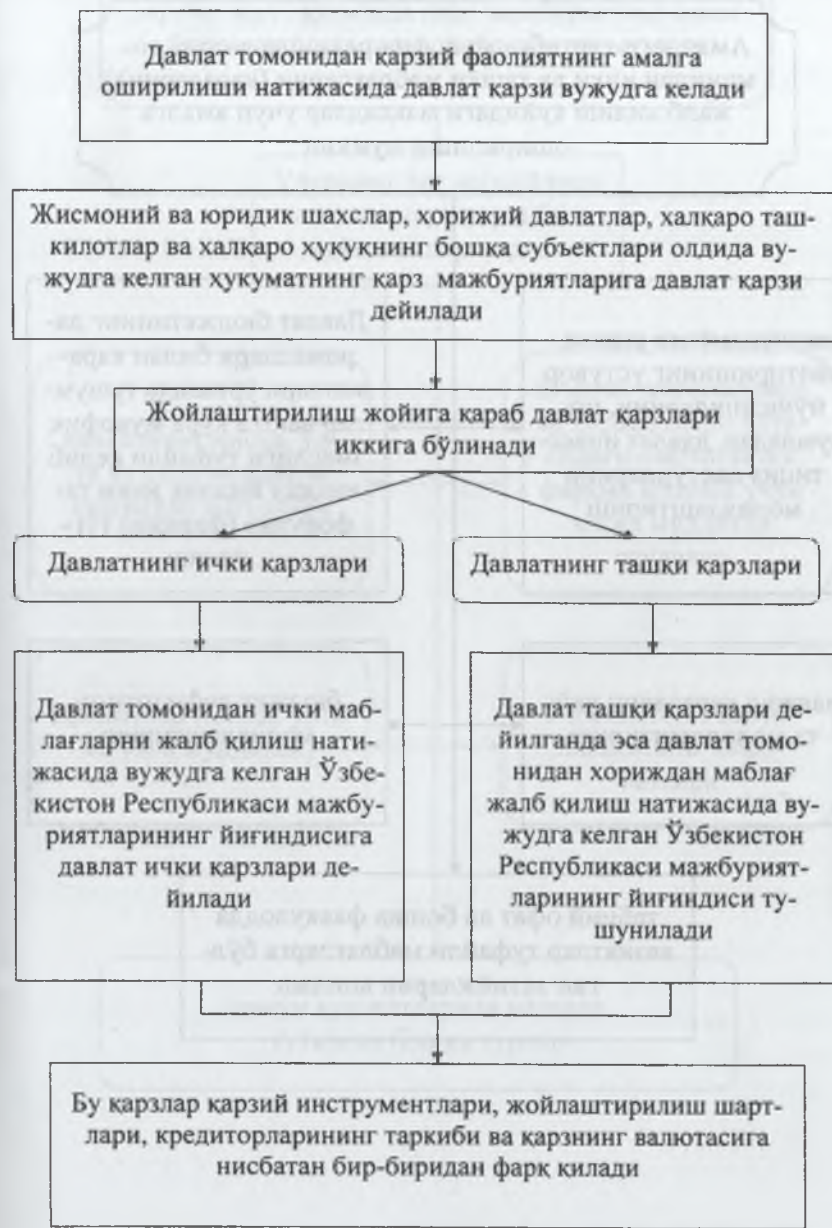 Давлат томонидан қарзий фаолиятнинг амалга
оширилиши натижасида давлат қарзи вужудга келади
Жисмоний ва юридик шахслар, хорижий давлатлар, халқаро таш-
килотлар ва халқаро ҳуқуқнинг бошқа субъектлари олдида ву-
жудга келган ҳукуматнинг қарз мажбуриятларига давлат қарзи
дейилади
Жойлаштирилиш жойига қараб давлат қарзлари
иккига бўлинади
Давлатнинг ички қарзлари
Давлатнинг ташқи қарзлари
Давлат томонидан ички маб-
лағларни жалб қилиш нати-
жасида вужудга келган Ўзбе-
кистон Республикаси мажбу-
риятларининг йиғиндисига
давлат ички қарзлари де-
йилади
Давлат ташқи қарзлари де-
йилганда эса давлат томо-
нидан хориждан маблағ
жалб қилиш натижасида ву-
жудга келган Ўзбекистон
Республикаси мажбурият-
ларининг йиғиндиси ту-
шунилади
Бу қарзлар қарзий инструментлари, жойлаштирилиш шарт-
лари, кредиторларининг таркиби ва қарзнинг валютасига
нисбатан бир-биридан фарқ қилади